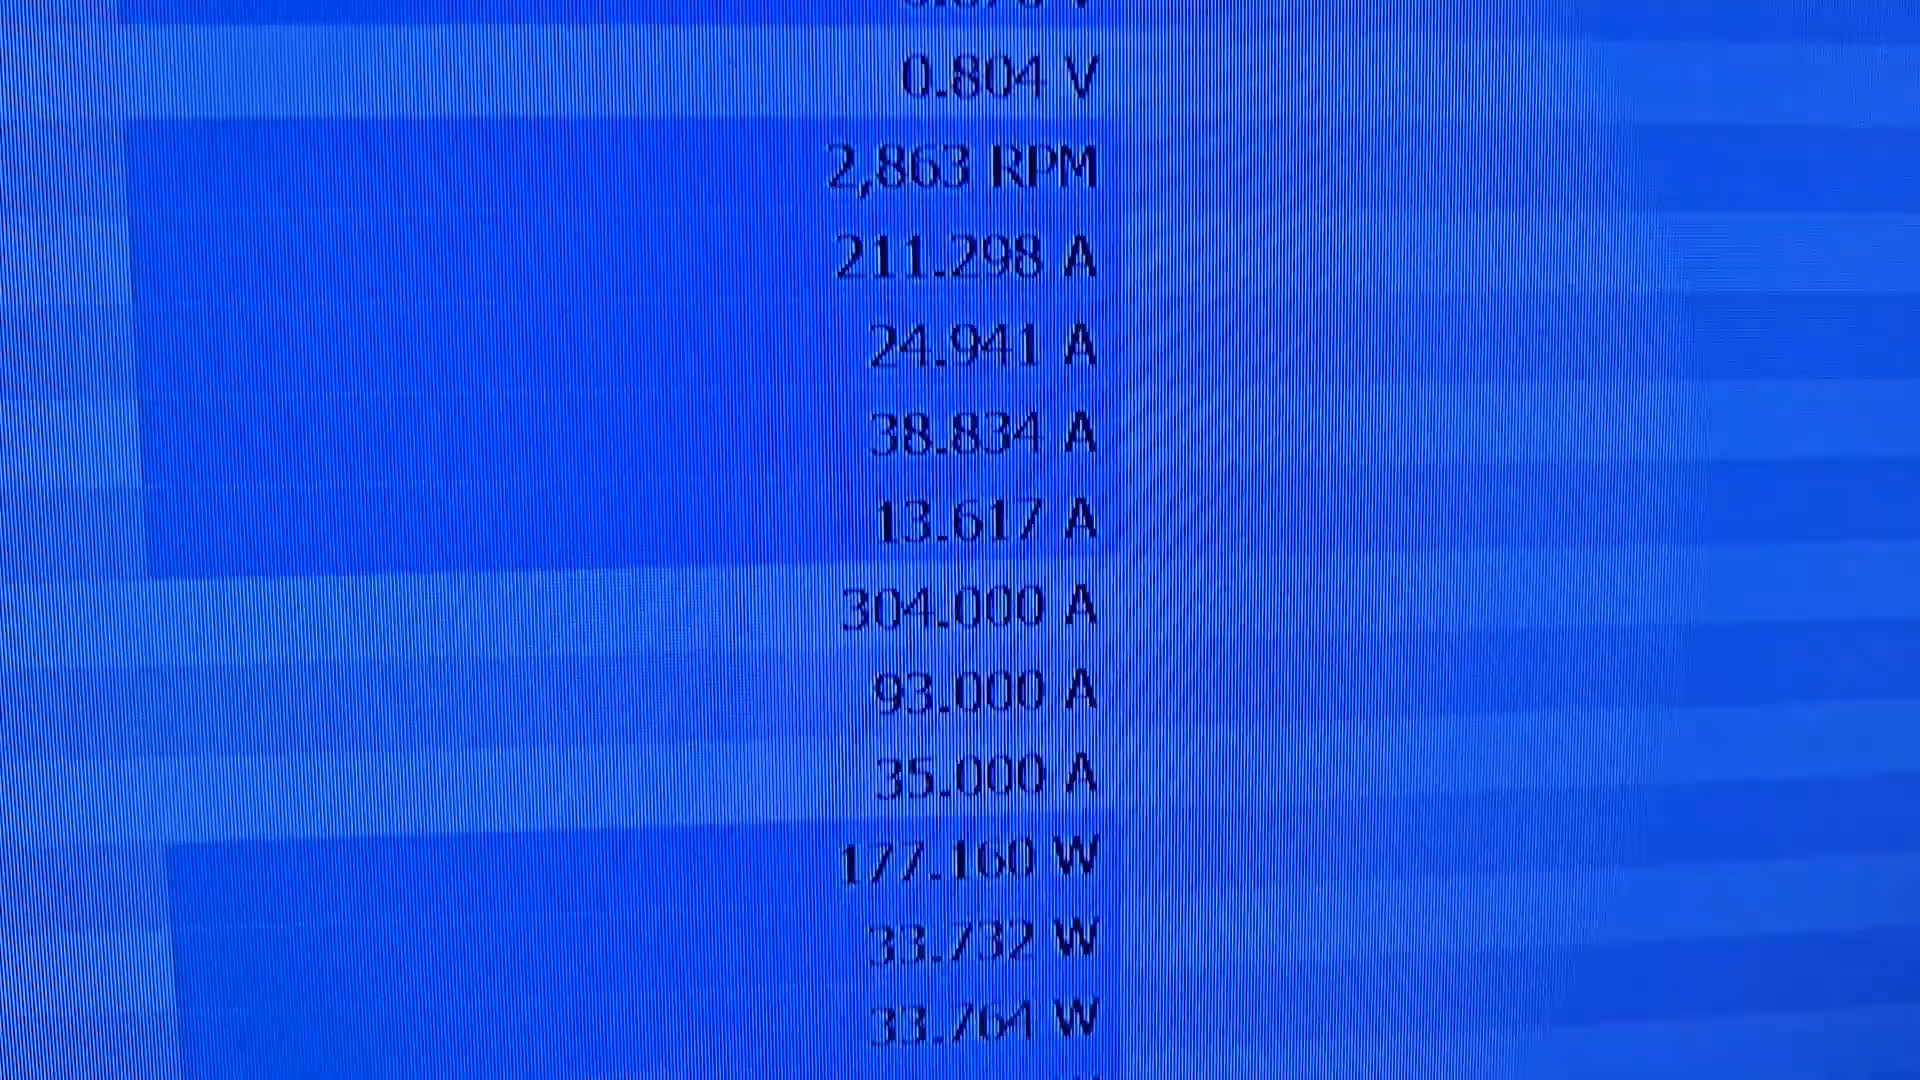 0.804 V
2,863 RPM
211.298 A
24.941 A
38.834 A
13.617 A
304.000 A
93.000 A
35.000 A
177.160 W
33.732 W
33.764 W